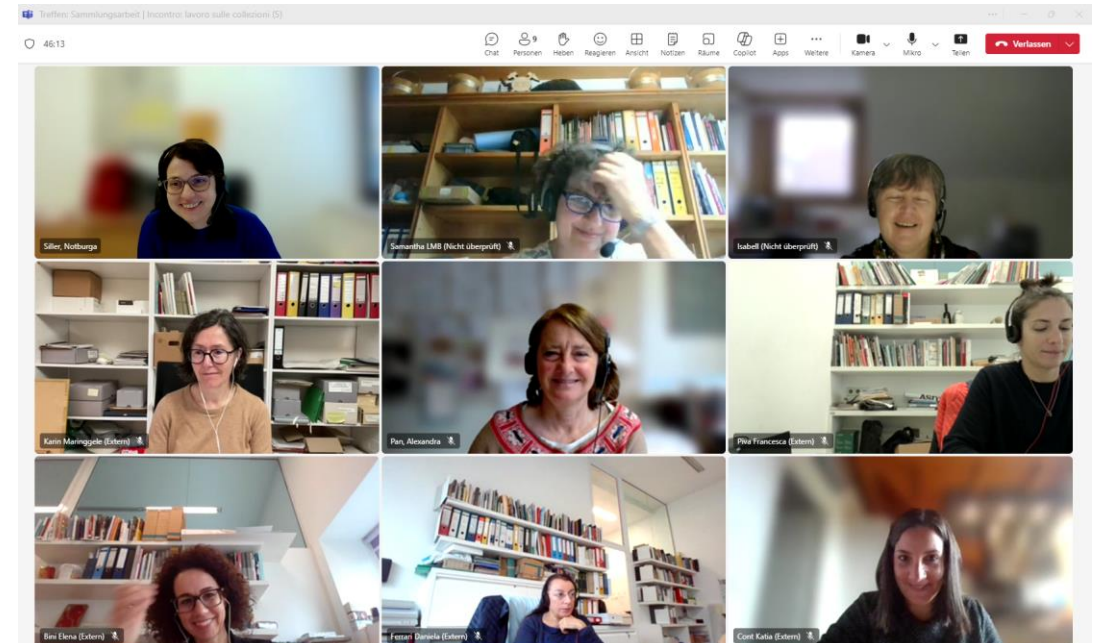 Treffen: Sammlungsarbeit | Incontro: lavoro sulle collezioni (5)
46:13
Chat
Personen 9
Heben
Reagieren
Ansicht
Notizen
Räume
Copilot
Apps
Weitere
Kamera
Mikro
Teilen
Verlassen
Siller, Notburga
Samantha LMB (Nicht überprüft)
Isabell (Nicht überprüft)
Karin Maringgele (Extern)
Pan, Alexandra
Piva Francesca (Extern)
Bini Elena (Extern)
Ferrari Daniela (Extern)
Cont Katia (Extern)